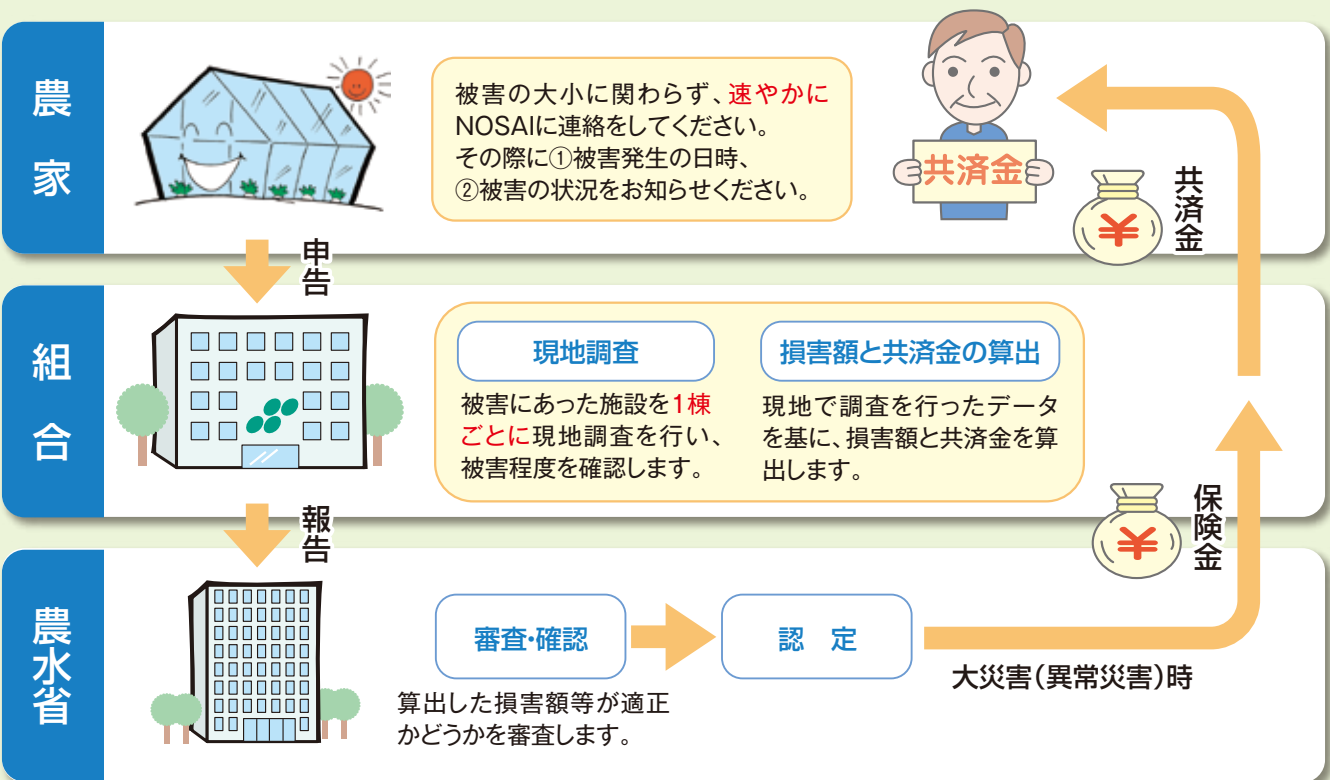 農家
被害の大小に関わらず、速やかに
NOSAIに連絡をしてください。
その際に①被害発生の日時、
②被害の状況をお知らせください。
共済金
¥
共済金
申告
組合
現地調査
被害にあった施設を1棟
ごとに現地調査を行い、
被害程度を確認します。
損害額と共済金の算出
現地で調査を行ったデータ
を基に、損害額と共済金を算
出します。
¥
保険金
報告
農水省
審査・確認
算出した損害額等が適正
かどうかを審査します。
認　定
大災害(異常災害)時